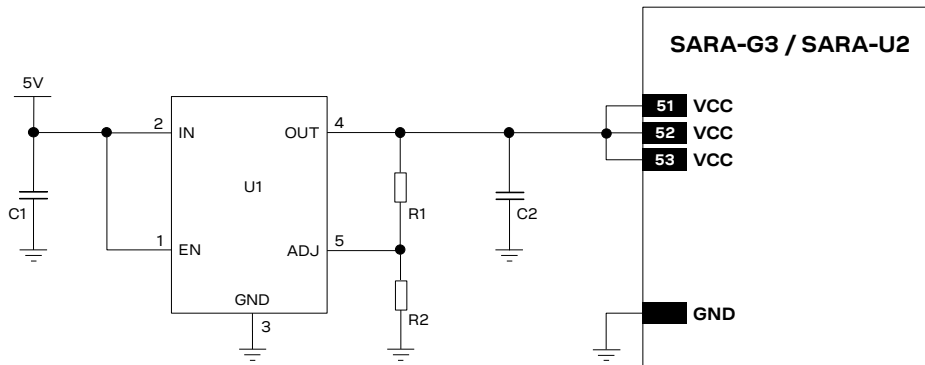 SARA-G3 / SARA-U2
5V
51 VCC
2 IN OUT 4
52 VCC
53 VCC
U1
C1
R1
C2
1 EN ADJ 5
GND
3
R2
GND